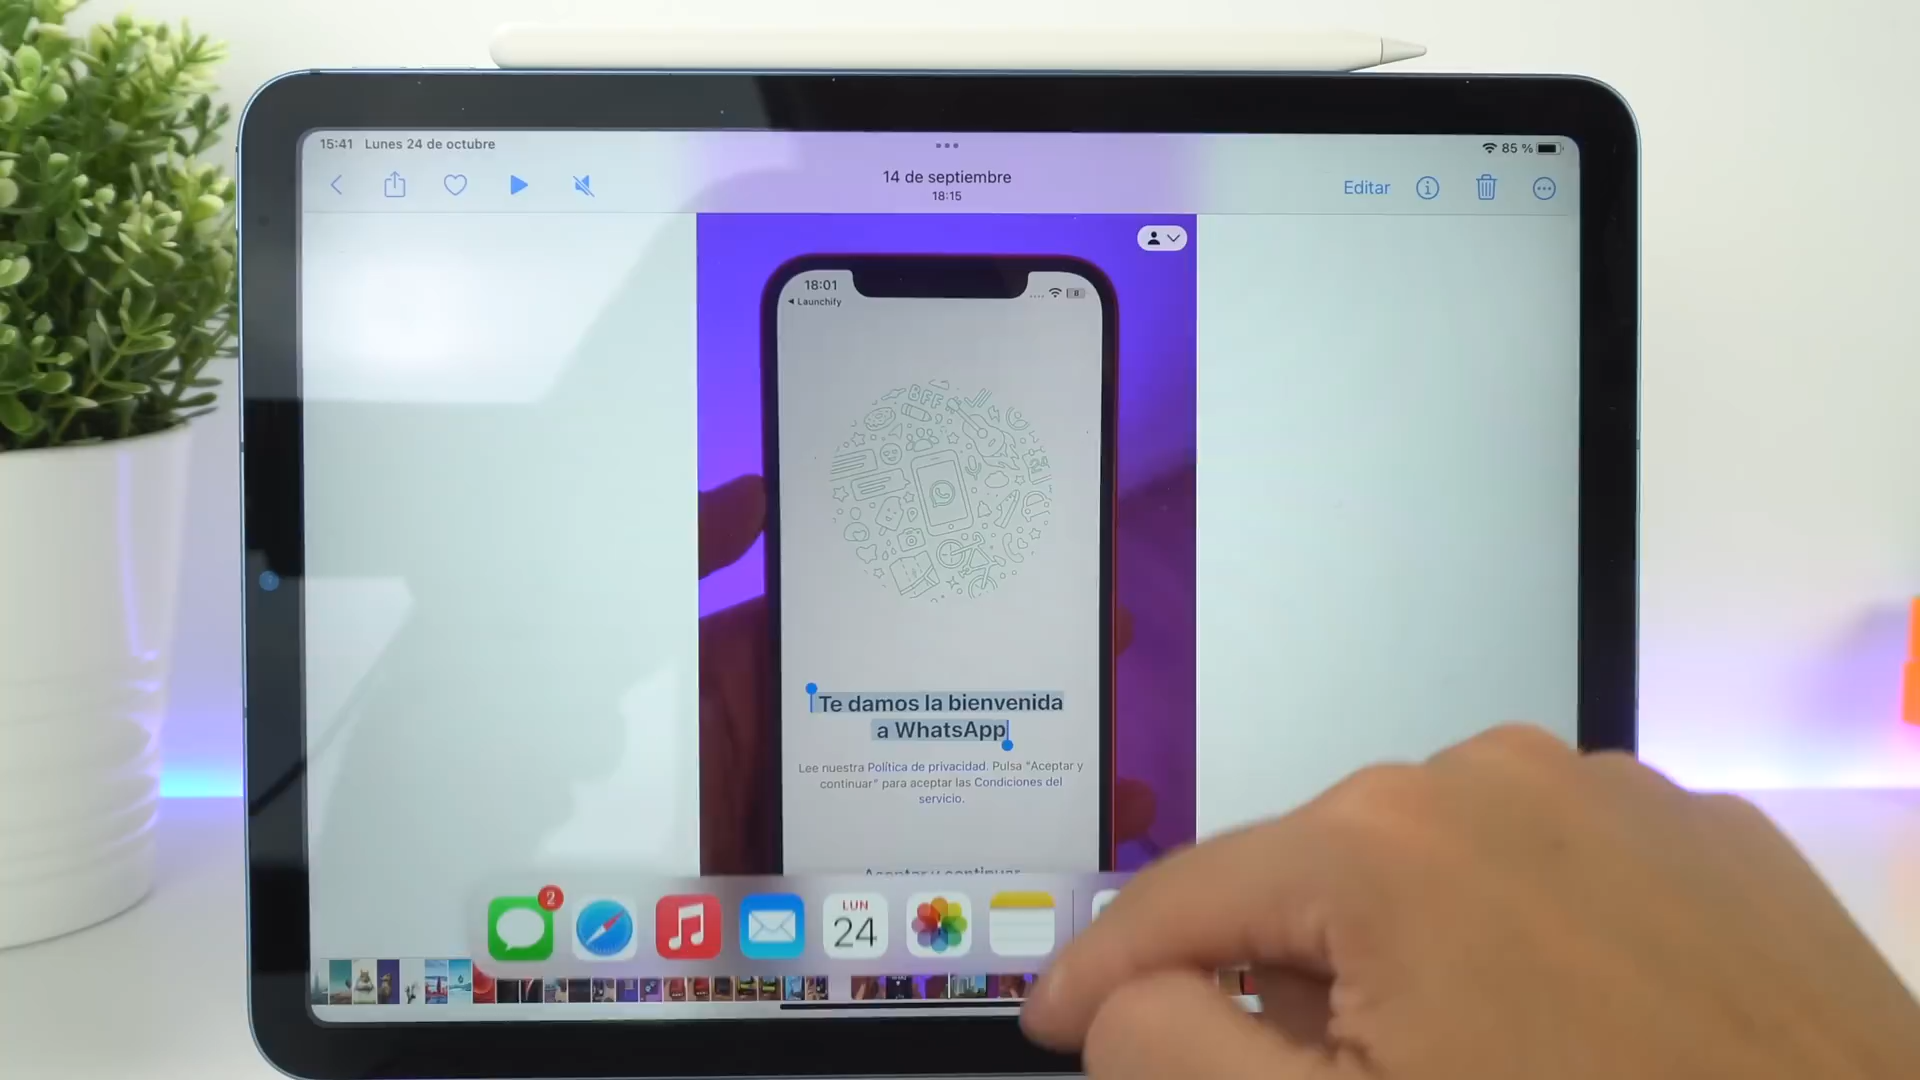 15:41 Lunes 24 de octubre
85 %
14 de septiembre
18:15
Editar
18:01
◂ Launchify
BFF
Te damos la bienvenida
a WhatsApp
Lee nuestra Política de privacidad. Pulsa "Aceptar y
continuar" para aceptar las Condiciones del
servicio.
Aceptar y continuar
2
LUN
24